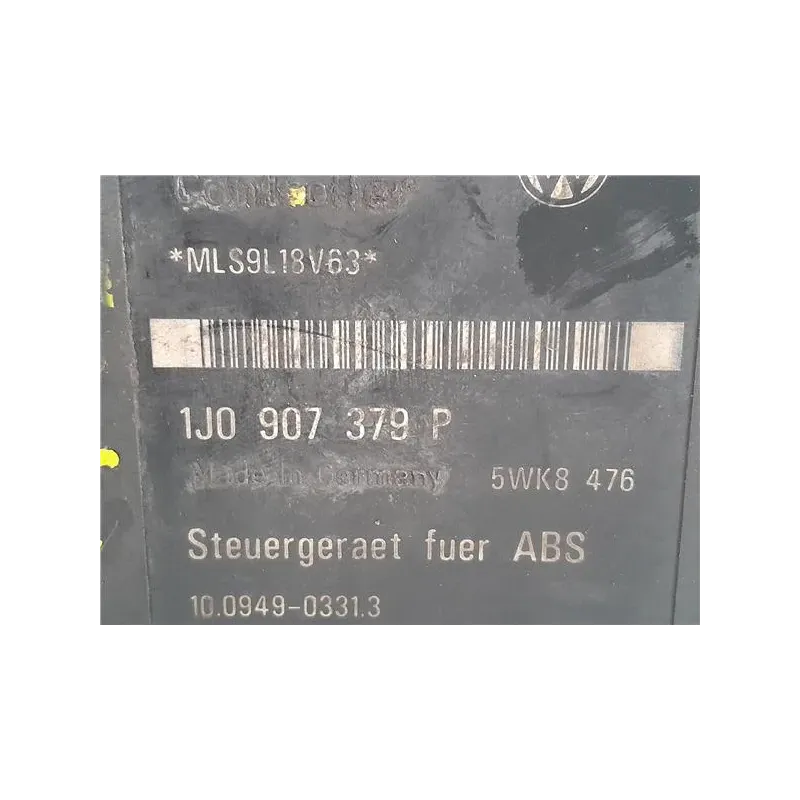 *MLS9L18V63*
1J0 907 379 P
Made in Germany 5WK8 476
Steuergeraet fuer ABS
10.0949-0331.3